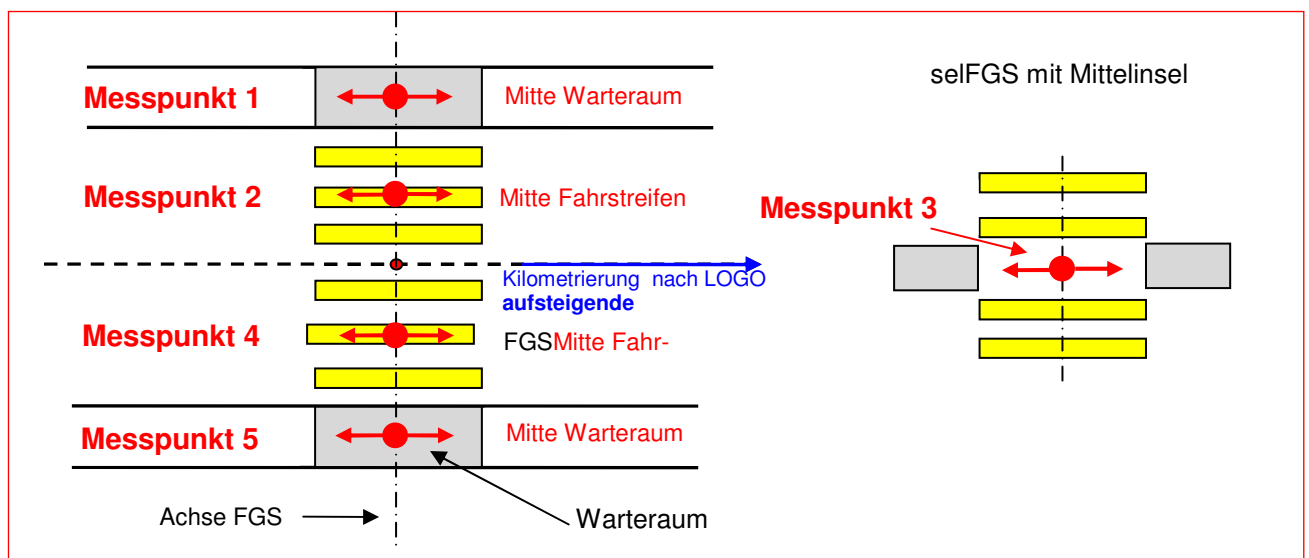 selFGS mit Mittelinsel
Messpunkt 1
Mitte Warteraum
Messpunkt 2
Mitte Fahrstreifen
Messpunkt 3
Kilometrierung nach LOGO
aufsteigende
Messpunkt 4
FGSMitte Fahr-
Messpunkt 5
Mitte Warteraum
Achse FGS
Warteraum